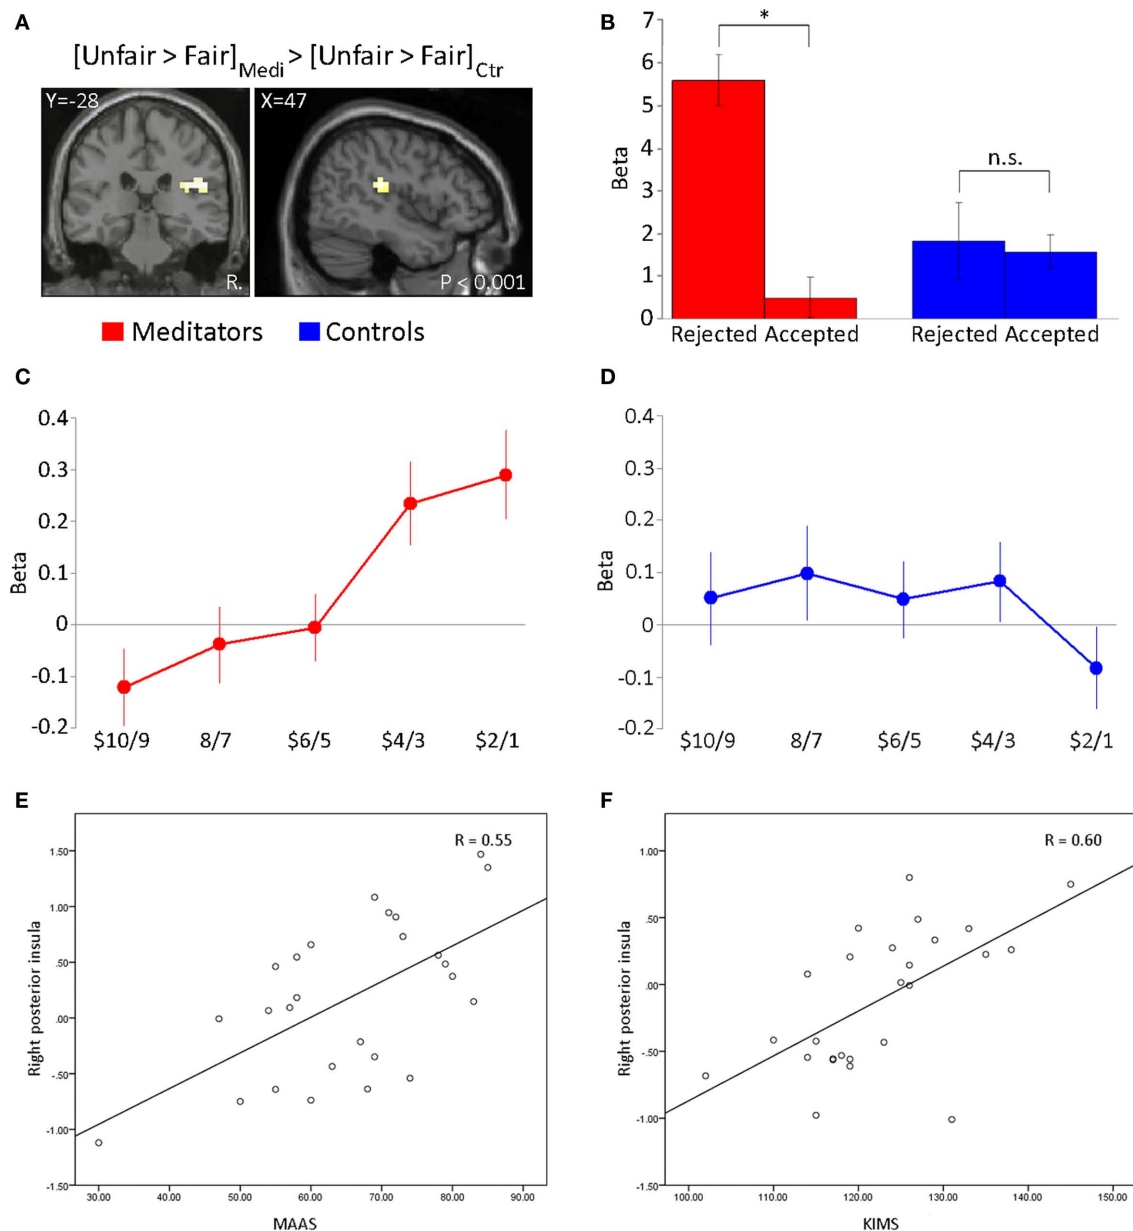 A
[Unfair > Fair]Medi > [Unfair > Fair]Ctr
Y=-28
X=47
R.
P < 0.001
Meditators
Controls
B
7
6
5
4
3
2
1
0
Beta
*
n.s.
Rejected Accepted
Rejected Accepted
C
0.4
0.3
0.2
0.1
0
-0.1
-0.2
Beta
$10/9
8/7
$6/5
$4/3
$2/1
D
0.4
0.3
0.2
0.1
0
-0.1
-0.2
Beta
$10/9
8/7
$6/5
$4/3
$2/1
E
R = 0.55
1.50
1.00
.50
.00
-.50
-1.00
-1.50
Right posterior insula
30.00
40.00
50.00
60.00
70.00
80.00
90.00
MAAS
F
R = 0.60
1.00
.50
.00
-.50
-1.00
-1.50
Right posterior insula
100.00
110.00
120.00
130.00
140.00
150.00
KIMS